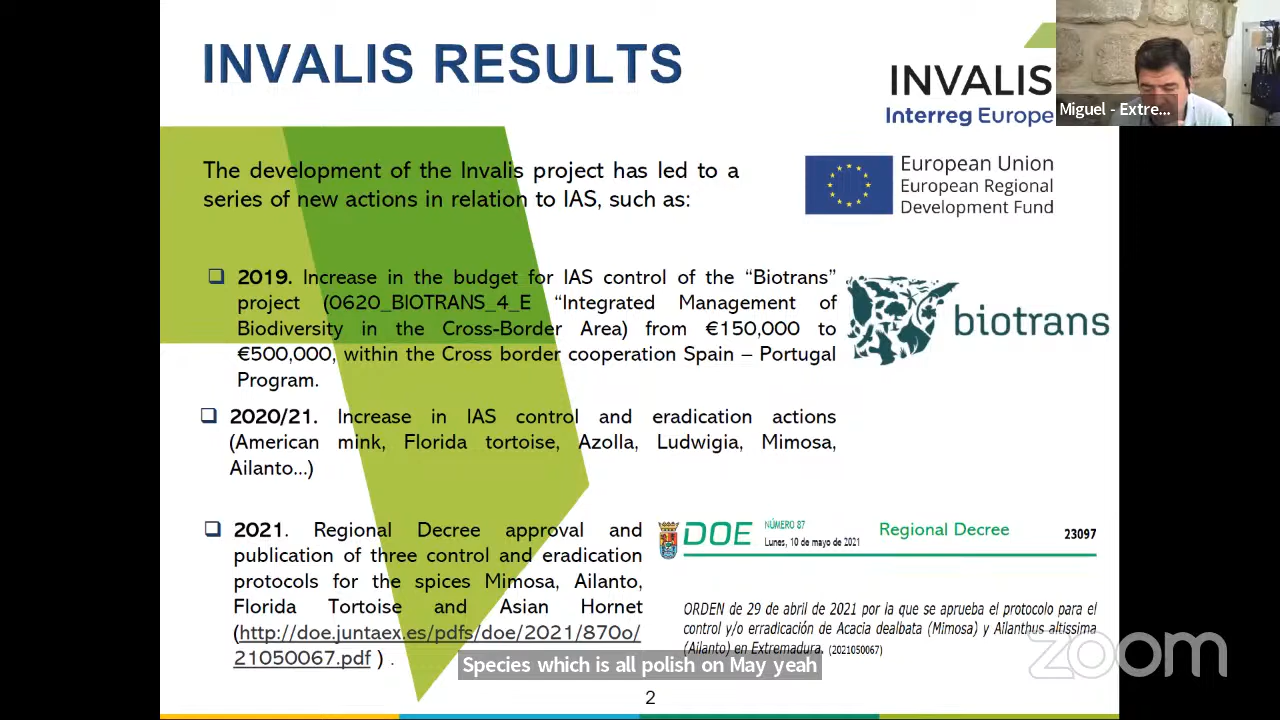 INVALIS RESULTS
INVALIS
Interreg Europe
Miguel - Extre...
European Union
European Regional
Development Fund
The development of the Invalis project has led to a
series of new actions in relation to IAS, such as:
2019. Increase in the budget for IAS control of the “Biotrans”
project (0620_BIOTRANS_4_E “Integrated Management of
Biodiversity in the Cross-Border Area) from €150,000 to
€500,000, within the Cross border cooperation Spain – Portugal
Program.
biotrans
2020/21. Increase in IAS control and eradication actions
(American mink, Florida tortoise, Azolla, Ludwigia, Mimosa,
Ailanto...)
2021. Regional Decree approval and
publication of three control and eradication
protocols for the spices Mimosa, Ailanto,
Florida Tortoise and Asian Hornet
(http://doe.juntaex.es/pdfs/doe/2021/870o/
21050067.pdf ) .
DOE
NÚMERO 87
Lunes, 10 de mayo de 2021
Regional Decree
23097
ORDEN de 29 de abril de 2021 por la que se aprueba el protocolo para el
control y/o erradicación de Acacia dealbata (Mimosa) y Ailanthus altissima
(Ailanto) en Extremadura. (2021050067)
Species which is all polish on May yeah
zoom
2